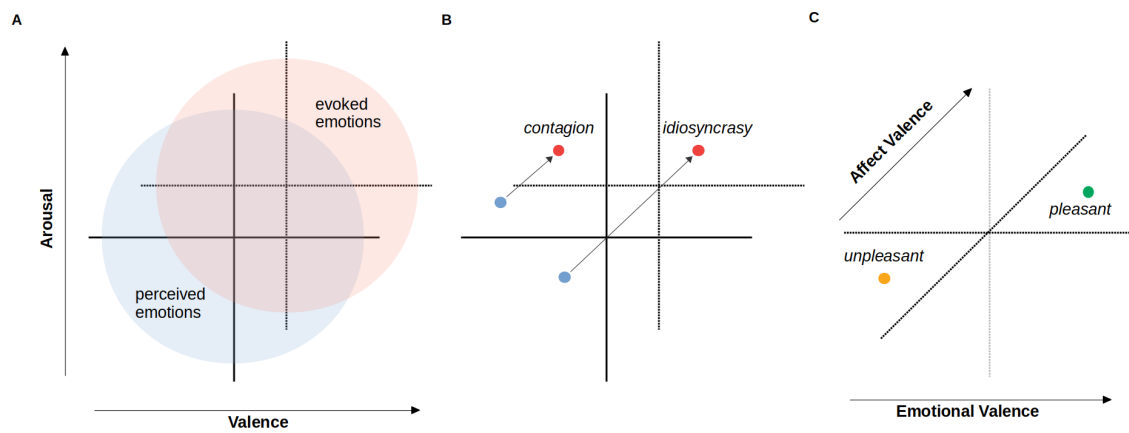 A
B
C
evoked
emotions
perceived
emotions
Arousal
Valence
contagion
idiosyncrasy
Affect Valence
pleasant
unpleasant
Emotional Valence